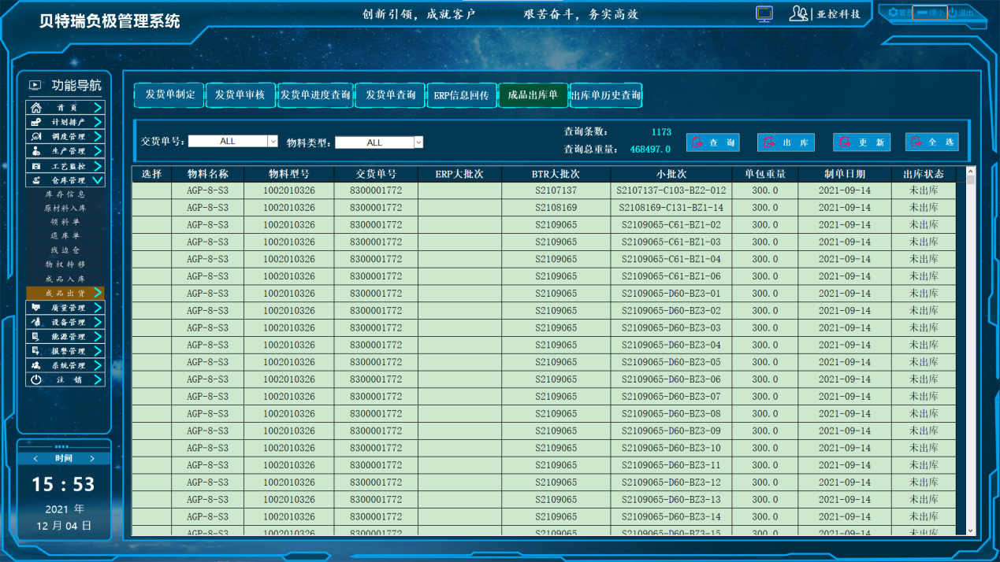 贝特瑞负极管理系统
创新引领，成就客户 艰苦奋斗，务实高效
亚控科技
管理 缩小 退出
功能导航
首 页
计划排产
调度管理
生产管理
工艺监控
仓库管理
库存信息
原材料入库
领料单
退库单
线边仓
物权转移
成品入库
成品出货
质量管理
设备管理
能源管理
报警管理
系统管理
注 销
< 时间 >
15 : 53
2021 年
12 月 04 日
发货单制定 发货单审核 发货单进度查询 发货单查询 ERP信息回传 成品出库单 出库单历史查询
交货单号: ALL 物料类型: ALL
查询条数: 1173
查询总重量: 468497.0
查 询 出 库 更 新 全 选
选择 物料名称 物料型号 交货单号 ERP大批次 BTR大批次 小批次 单包重量 制单日期 出库状态
AGP-8-S3 1002010326 8300001772 S2107137 S2107137-C103-BZ2-012 300.0 2021-09-14 未出库
AGP-8-S3 1002010326 8300001772 S2108169 S2108169-C131-BZ1-14 300.0 2021-09-14 未出库
AGP-8-S3 1002010326 8300001772 S2109065 S2109065-C61-BZ1-02 300.0 2021-09-14 未出库
AGP-8-S3 1002010326 8300001772 S2109065 S2109065-C61-BZ1-03 300.0 2021-09-14 未出库
AGP-8-S3 1002010326 8300001772 S2109065 S2109065-C61-BZ1-04 300.0 2021-09-14 未出库
AGP-8-S3 1002010326 8300001772 S2109065 S2109065-C61-BZ1-06 300.0 2021-09-14 未出库
AGP-8-S3 1002010326 8300001772 S2109065 S2109065-D60-BZ3-01 300.0 2021-09-14 未出库
AGP-8-S3 1002010326 8300001772 S2109065 S2109065-D60-BZ3-02 300.0 2021-09-14 未出库
AGP-8-S3 1002010326 8300001772 S2109065 S2109065-D60-BZ3-03 300.0 2021-09-14 未出库
AGP-8-S3 1002010326 8300001772 S2109065 S2109065-D60-BZ3-04 300.0 2021-09-14 未出库
AGP-8-S3 1002010326 8300001772 S2109065 S2109065-D60-BZ3-05 300.0 2021-09-14 未出库
AGP-8-S3 1002010326 8300001772 S2109065 S2109065-D60-BZ3-06 300.0 2021-09-14 未出库
AGP-8-S3 1002010326 8300001772 S2109065 S2109065-D60-BZ3-07 300.0 2021-09-14 未出库
AGP-8-S3 1002010326 8300001772 S2109065 S2109065-D60-BZ3-08 300.0 2021-09-14 未出库
AGP-8-S3 1002010326 8300001772 S2109065 S2109065-D60-BZ3-09 300.0 2021-09-14 未出库
AGP-8-S3 1002010326 8300001772 S2109065 S2109065-D60-BZ3-10 300.0 2021-09-14 未出库
AGP-8-S3 1002010326 8300001772 S2109065 S2109065-D60-BZ3-11 300.0 2021-09-14 未出库
AGP-8-S3 1002010326 8300001772 S2109065 S2109065-D60-BZ3-12 300.0 2021-09-14 未出库
AGP-8-S3 1002010326 8300001772 S2109065 S2109065-D60-BZ3-13 300.0 2021-09-14 未出库
AGP-8-S3 1002010326 8300001772 S2109065 S2109065-D60-BZ3-14 300.0 2021-09-14 未出库
AGP-8-S3 1002010326 8300001772 S2109065 S2109065-D60-BZ3-15 300.0 2021-09-14 未出库